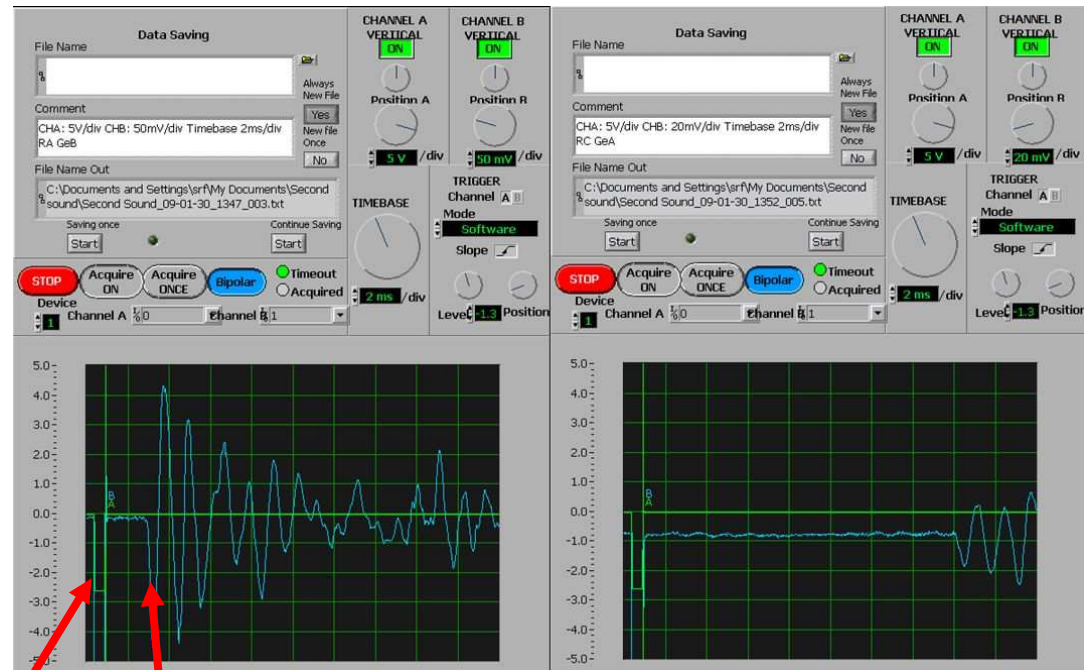 Data Saving
File Name
Always
New File
Comment
Yes
CHA: 5V/div CHB: 50mV/div Timebase 2ms/div
RA GeB
New file
Once
No
File Name Out
C:\Documents and Settings\srf\My Documents\Second
sound\Second Sound_09-01-30_1347_003.txt
Saving once
Continue Saving
Start
Start
STOP
Acquire
ON
Acquire
ONCE
Bipolar
Timeout
Acquired
Device
1
Channel A
0
Channel B
1
CHANNEL A
VERTICAL
ON
Position A
5 V /div
CHANNEL B
VERTICAL
ON
Position B
50 mV /div
TIMEBASE
2 ms /div
TRIGGER
Channel A B
Mode
Software
Slope
Level -1.3 Position
5.0
4.0
3.0
2.0
1.0
0.0
-1.0
-2.0
-3.0
-4.0
-5.0
B
A
Data Saving
File Name
Always
New File
Comment
Yes
CHA: 5V/div CHB: 20mV/div Timebase 2ms/div
RC GeA
New file
Once
No
File Name Out
C:\Documents and Settings\srf\My Documents\Second
sound\Second Sound_09-01-30_1352_005.txt
Saving once
Continue Saving
Start
Start
STOP
Acquire
ON
Acquire
ONCE
Bipolar
Timeout
Acquired
Device
1
Channel A
0
Channel B
1
CHANNEL A
VERTICAL
ON
Position A
5 V /div
CHANNEL B
VERTICAL
ON
Position B
20 mV /div
TIMEBASE
2 ms /div
TRIGGER
Channel A B
Mode
Software
Slope
Level -1.3 Position
5.0
4.0
3.0
2.0
1.0
0.0
-1.0
-2.0
-3.0
-4.0
-5.0
B
A